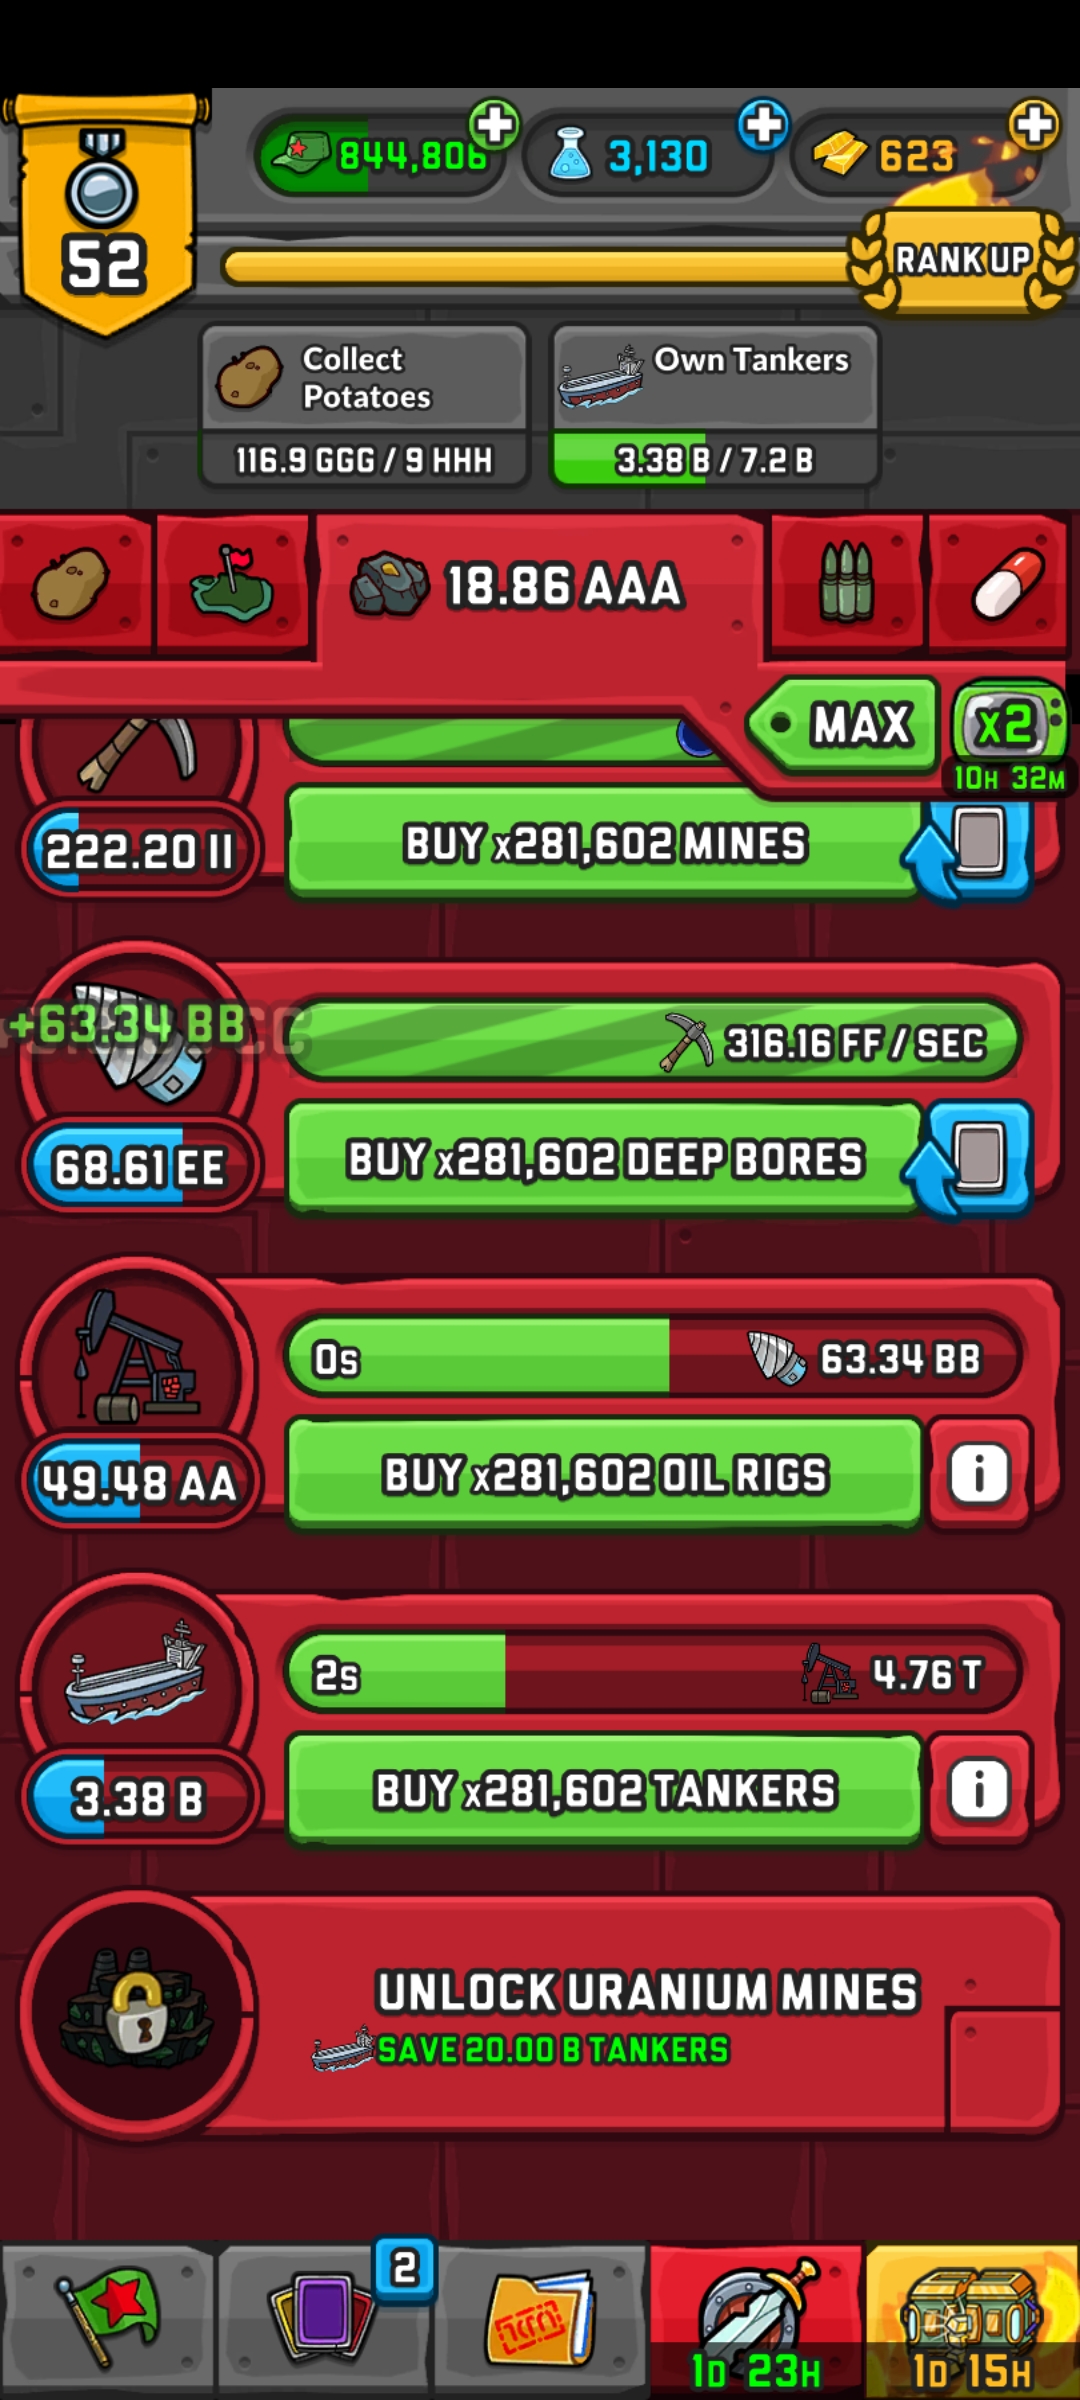 844,806
3,130
623
52
RANK UP
Collect
Potatoes
Own Tankers
116.9 GGG / 9 HHH
3.38 B / 7.2 B
18.86 AAA
MAX
X2
10H 32M
222.20 II
BUY x281,602 MINES
+63.34 BB
316.16 FF / SEC
68.61 EE
BUY x281,602 DEEP BORES
0s
63.34 BB
49.48 AA
BUY x281,602 OIL RIGS
i
2s
4.76 T
3.38 B
BUY x281,602 TANKERS
i
UNLOCK URANIUM MINES
SAVE 20.00 B TANKERS
2
1D 23H
1D 15H